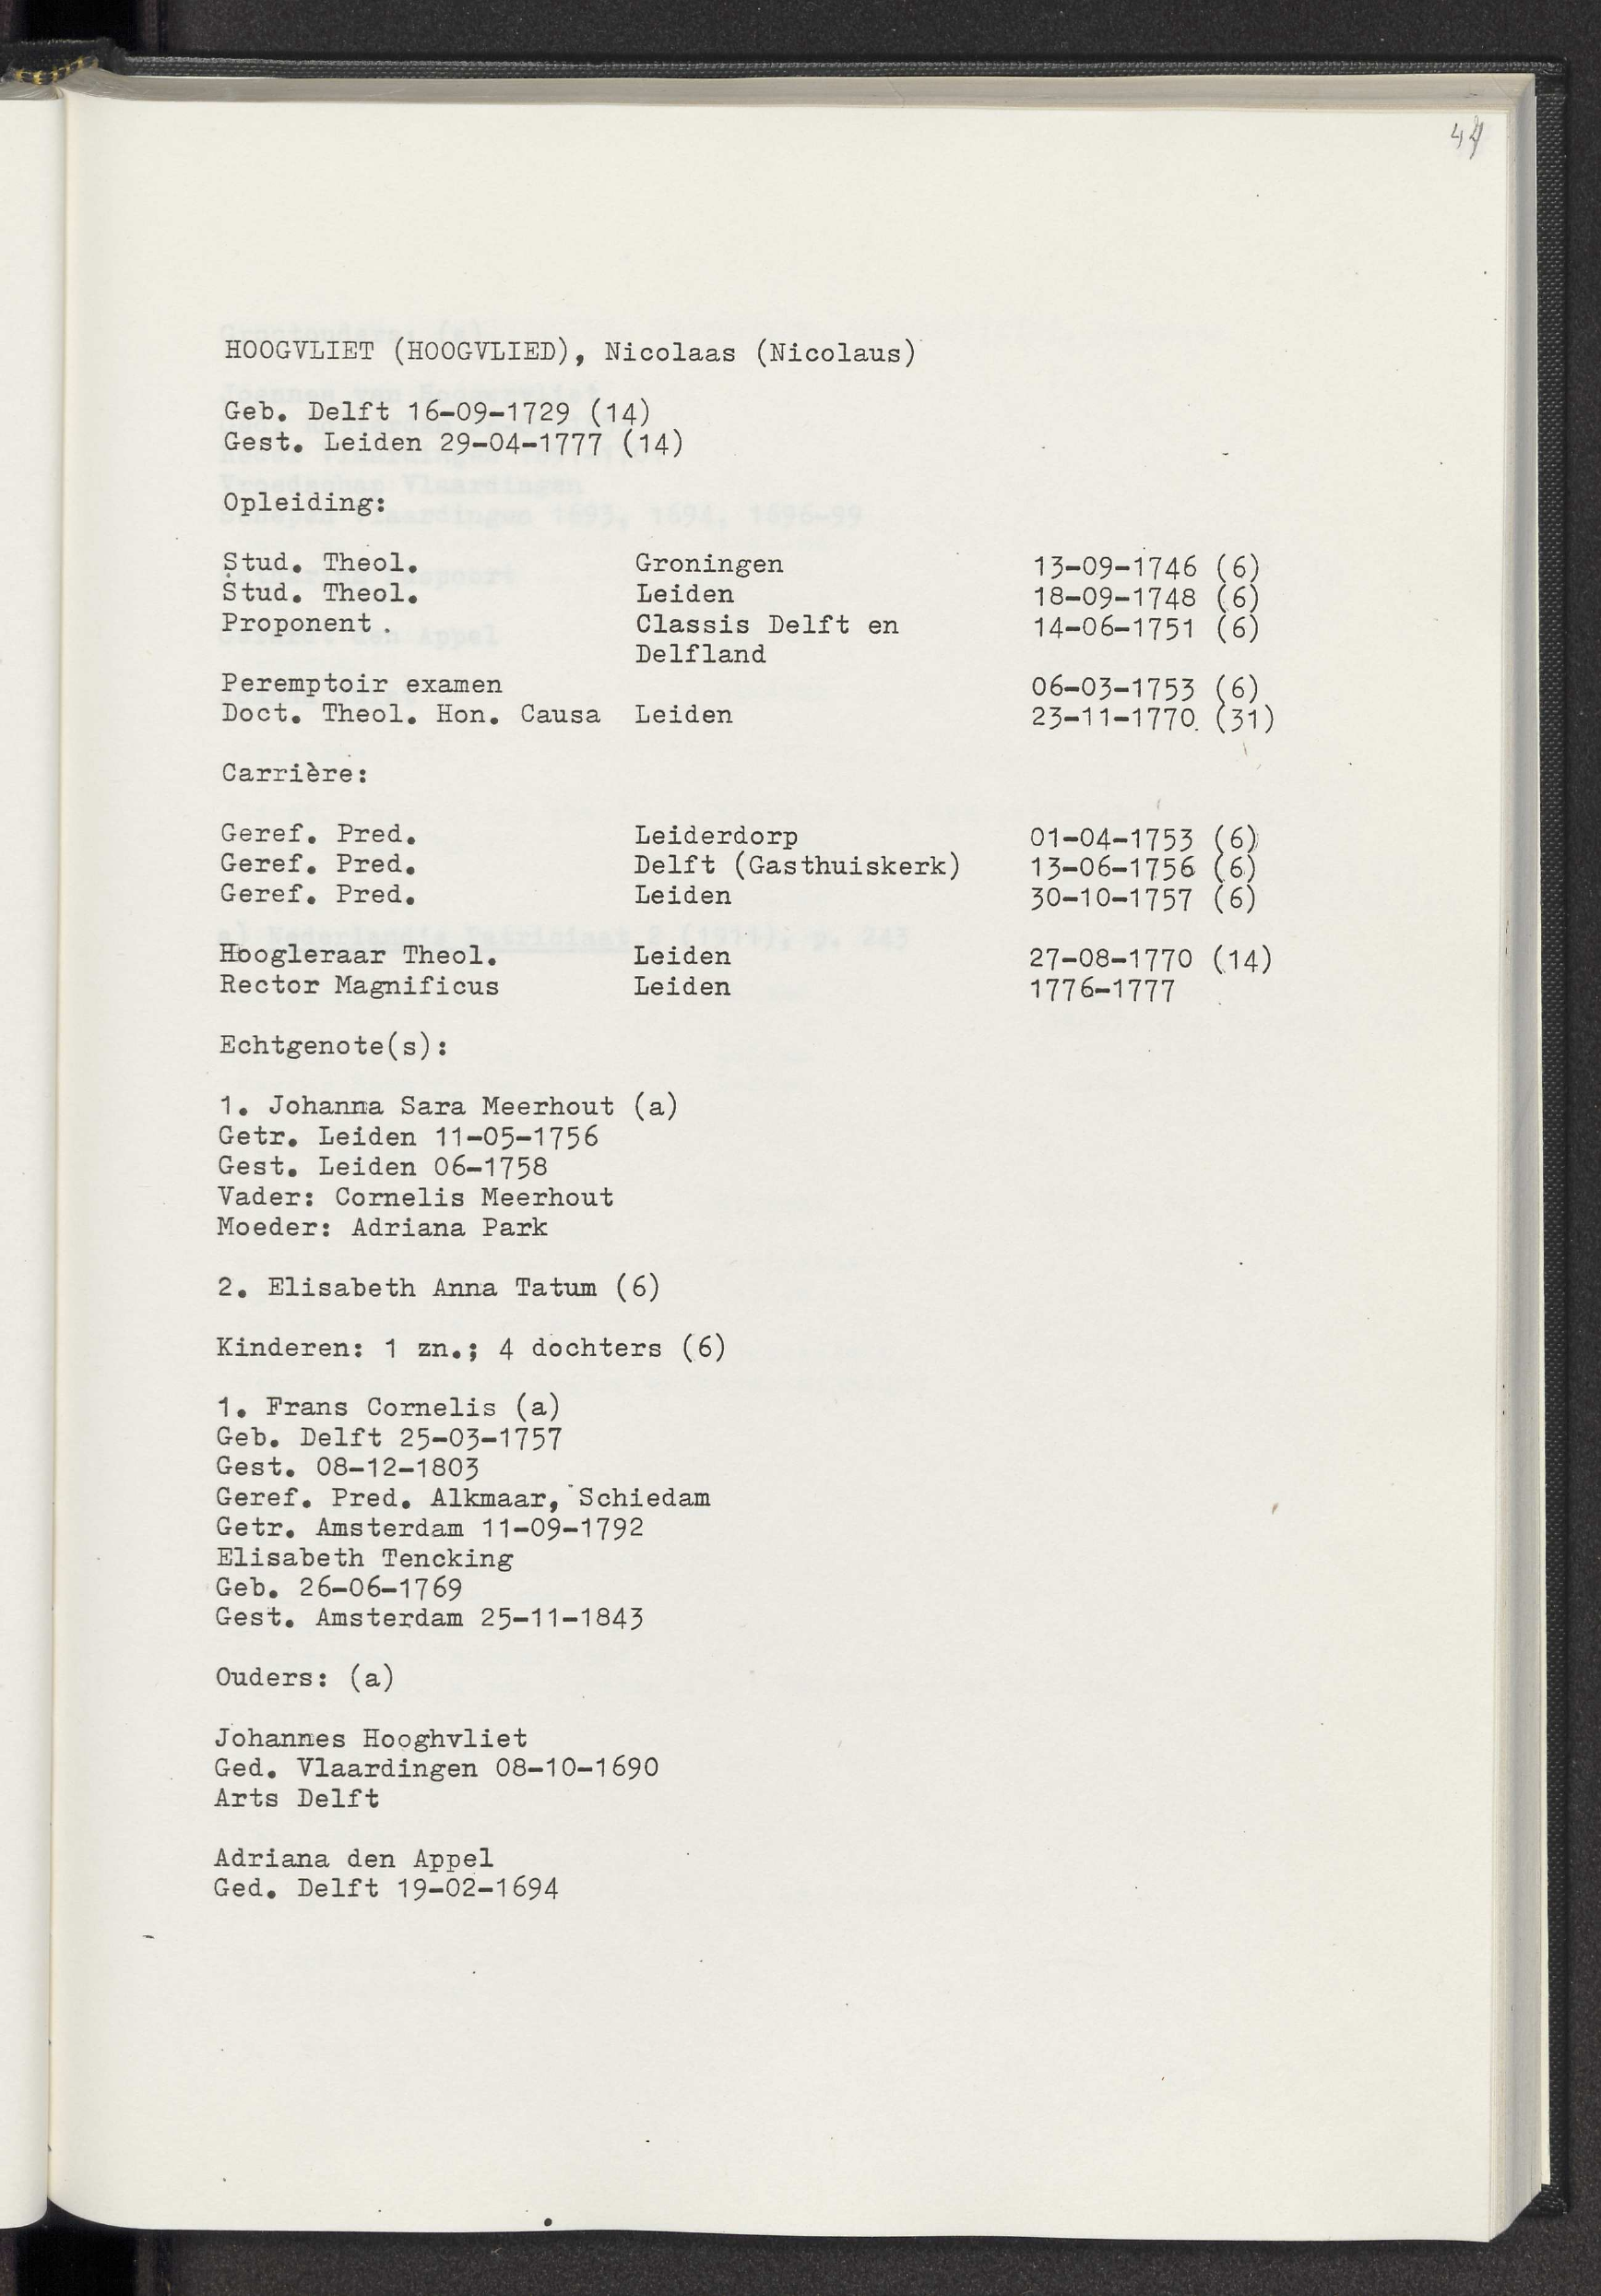 HOOGVLIET (HOOGVLIED), Nicolaas (Nicolaus)
Geb. Delft 16-09-1729 (14)
Gest. Leiden 29-04-1777 (14)
Opleiding:
Stud. Theol. Groningen 13-09-1746 (6)
Stud. Theol. Leiden 18-09-1748 (6)
Proponent. Classis Delft en 14-06-1751 (6)
Delfland
Peremptoir examen 06-03-1753 (6)
Doct. Theol. Hon. Causa Leiden 23-11-1770 (31)
Carrière:
Geref. Pred. Leiderdorp 01-04-1753 (6)
Geref. Pred. Delft (Gasthuiskerk) 13-06-1756 (6)
Geref. Pred. Leiden 30-10-1757 (6)
Hoogleraar Theol. Leiden 27-08-1770 (14)
Rector Magnificus Leiden 1776-1777
Echtgenote(s):
1. Johanna Sara Meerhout (a)
Getr. Leiden 11-05-1756
Gest. Leiden 06-1758
Vader: Cornelis Meerhout
Moeder: Adriana Park
2. Elisabeth Anna Tatum (6)
Kinderen: 1 zn.; 4 dochters (6)
1. Frans Cornelis (a)
Geb. Delft 25-03-1757
Gest. 08-12-1803
Geref. Pred. Alkmaar, Schiedam
Getr. Amsterdam 11-09-1792
Elisabeth Tencking
Geb. 26-06-1769
Gest. Amsterdam 25-11-1843
Ouders: (a)
Johannes Hooghvliet
Ged. Vlaardingen 08-10-1690
Arts Delft
Adriana den Appel
Ged. Delft 19-02-1694